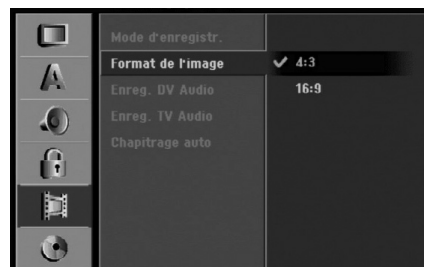 Mode d'enregistr.
Format de l'image
4:3
Enreg. DV Audio
16:9
Enreg. TV Audio
Chapitrage auto